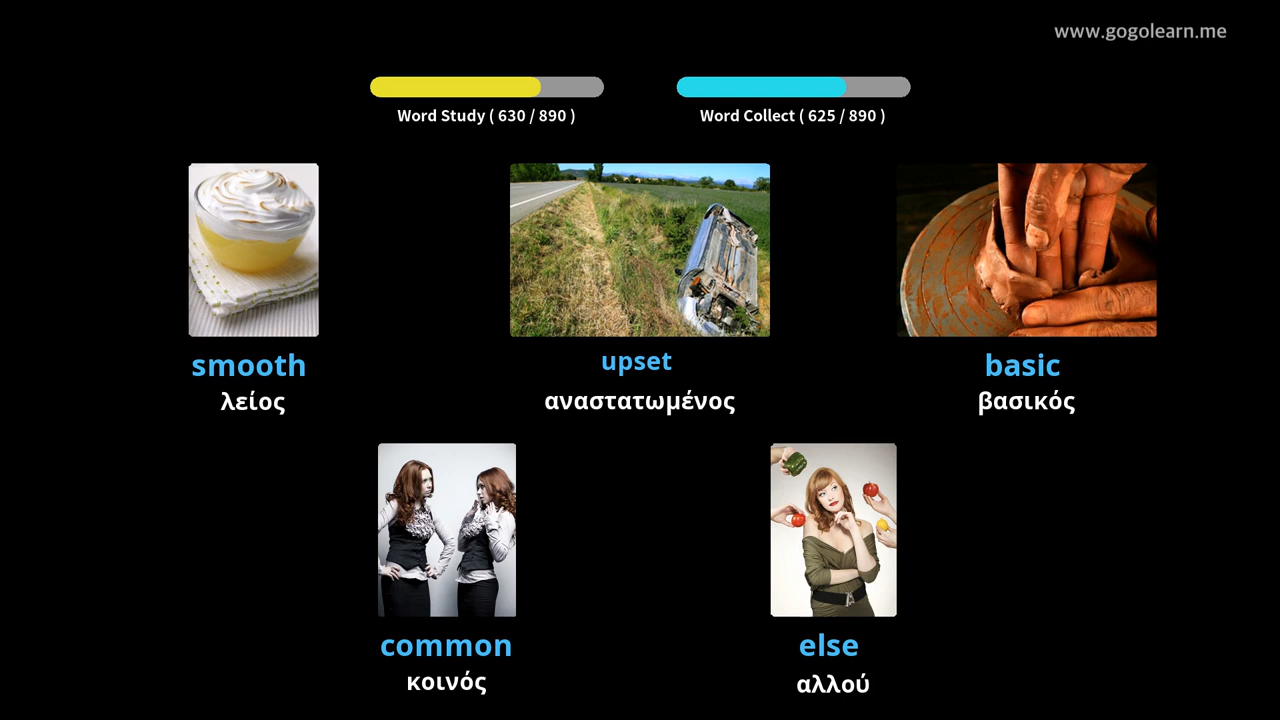 www.gogolearn.me
Word Study ( 630 / 890 )
Word Collect ( 625 / 890 )
smooth
λείος
upset
αναστατωμένος
basic
βασικός
common
κοινός
else
αλλού